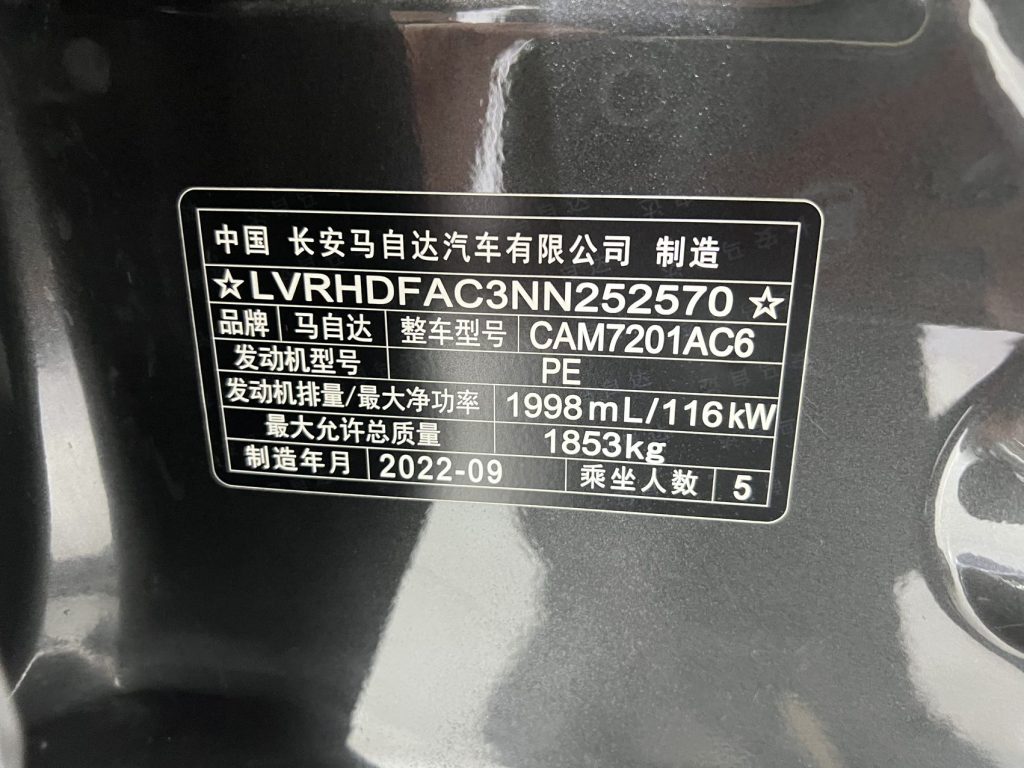 中国 长安马自达汽车有限公司 制造
☆LVRHDFAC3NN252570☆
品牌 马自达 整车型号 CAM7201AC6
发动机型号 PE
发动机排量/最大净功率 1998mL/116kW
最大允许总质量 1853kg
制造年月 2022-09 乘坐人数 5